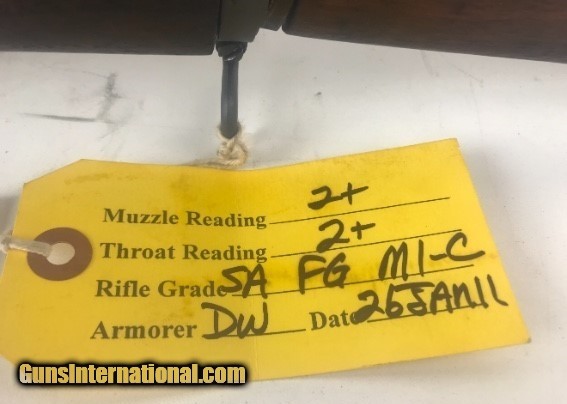 Muzzle Reading 2+
Throat Reading 2+
Rifle Grade SA FG M1-C
Armorer DW Date 26JAN11
GunsInternational.com